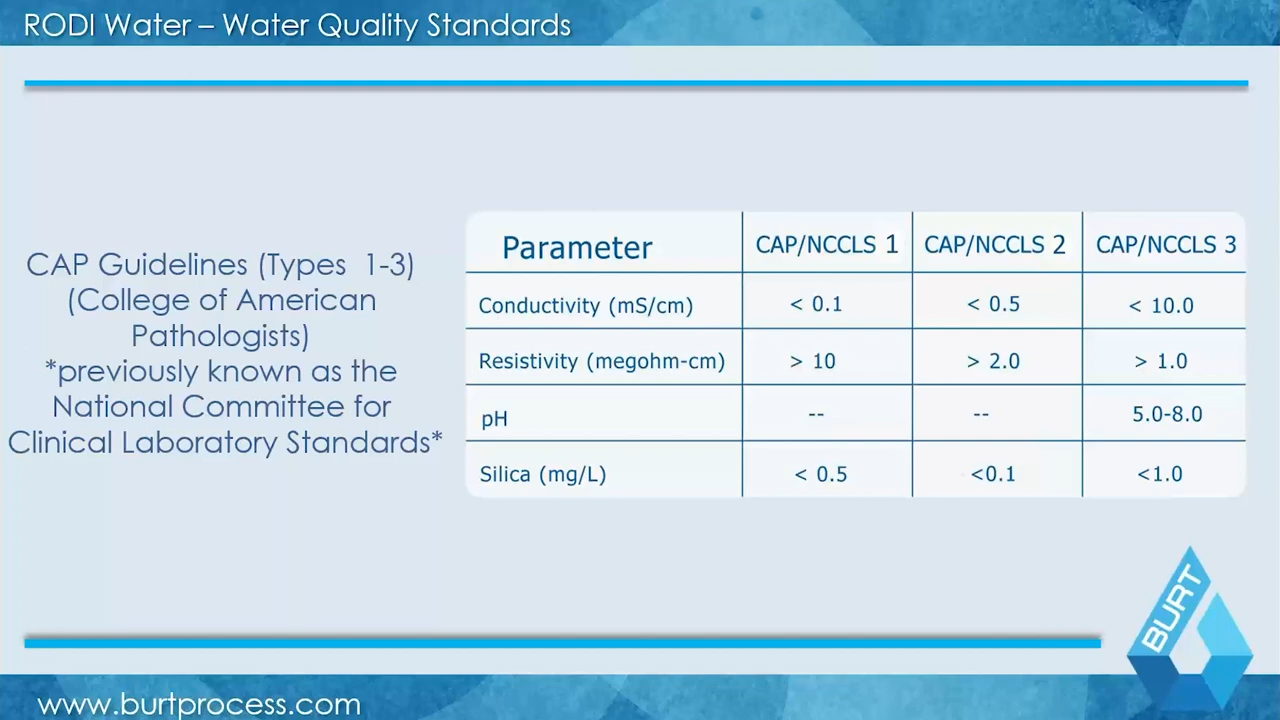 RODI Water – Water Quality Standards
CAP Guidelines (Types  1-3)
(College of American
Pathologists)
*previously known as the
National Committee for
Clinical Laboratory Standards*
Parameter CAP/NCCLS 1 CAP/NCCLS 2 CAP/NCCLS 3
Conductivity (mS/cm) < 0.1 < 0.5 < 10.0
Resistivity (megohm-cm) > 10 > 2.0 > 1.0
pH -- -- 5.0-8.0
Silica (mg/L) < 0.5 <0.1 <1.0
BURT
www.burtprocess.com